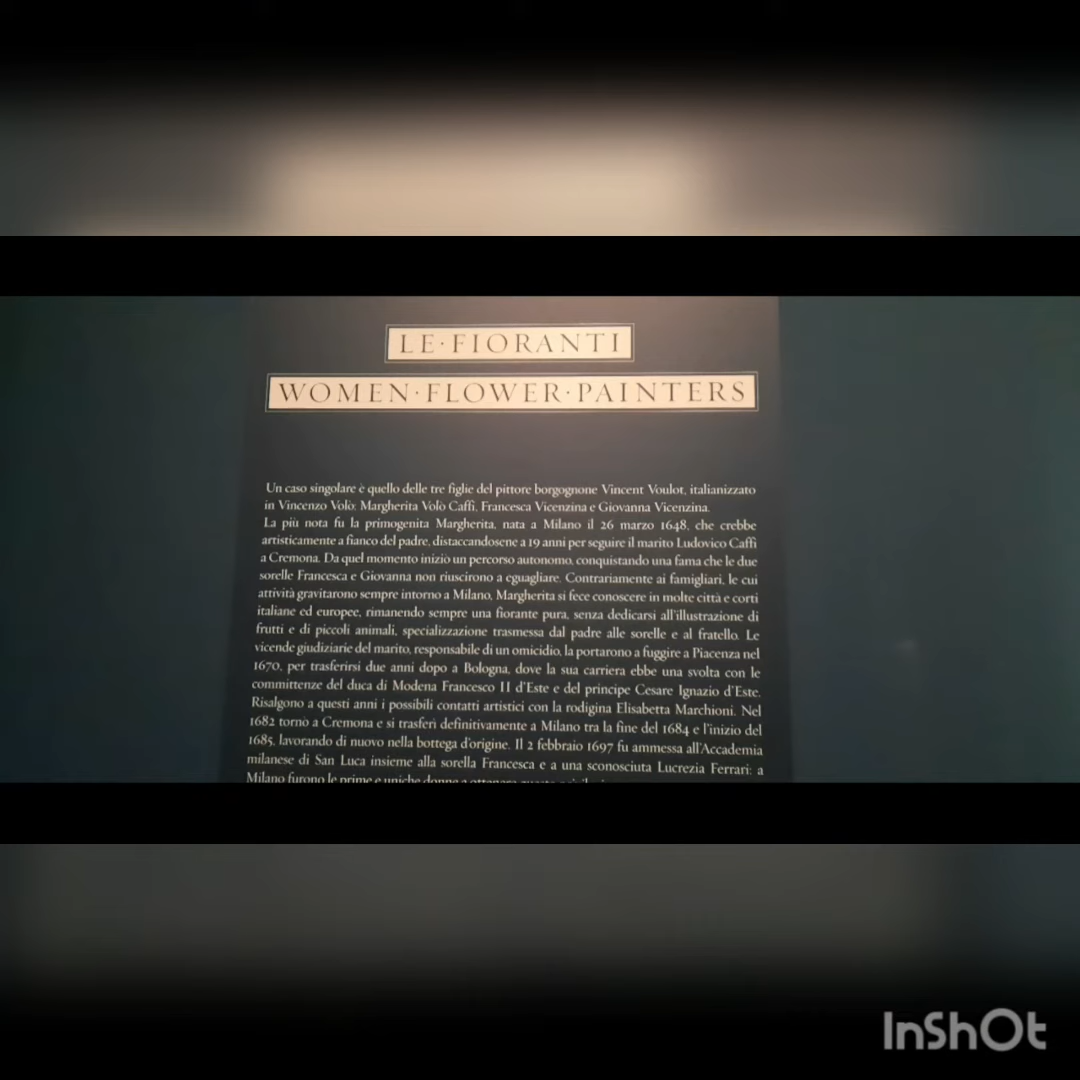 LE·FIORANTI
WOMEN·FLOWER·PAINTERS
Un caso singolare è quello delle tre figlie del pittore borgognone Vincent Voulot, italianizzato
in Vincenzo Volò: Margherita Volò Caffi, Francesca Vicenzina e Giovanna Vicenzina.
La più nota fu la primogenita Margherita, nata a Milano il 26 marzo 1648, che crebbe
artisticamente a fianco del padre, distaccandosene a 19 anni per seguire il marito Ludovico Caffi
a Cremona. Da quel momento iniziò un percorso autonomo, conquistando una fama che le due
sorelle Francesca e Giovanna non riuscirono a eguagliare. Contrariamente ai famigliari, le cui
attività gravitarono sempre intorno a Milano, Margherita si fece conoscere in molte città e corti
italiane ed europee, rimanendo sempre una fiorante pura, senza dedicarsi all'illustrazione di
frutti e di piccoli animali, specializzazione trasmessa dal padre alle sorelle e al fratello. Le
vicende giudiziarie del marito, responsabile di un omicidio, la portarono a fuggire a Piacenza nel
1670, per trasferirsi due anni dopo a Bologna, dove la sua carriera ebbe una svolta con le
committenze del duca di Modena Francesco II d'Este e del principe Cesare Ignazio d'Este.
Risalgono a questi anni i possibili contatti artistici con la rodigina Elisabetta Marchioni. Nel
1682 tornò a Cremona e si trasferì definitivamente a Milano tra la fine del 1684 e l'inizio del
1685, lavorando di nuovo nella bottega d'origine. Il 2 febbraio 1697 fu ammessa all'Accademia
milanese di San Luca insieme alla sorella Francesca e a una sconosciuta Lucrezia Ferrari: a
Milano furono le prime e uniche donne a
InShOt